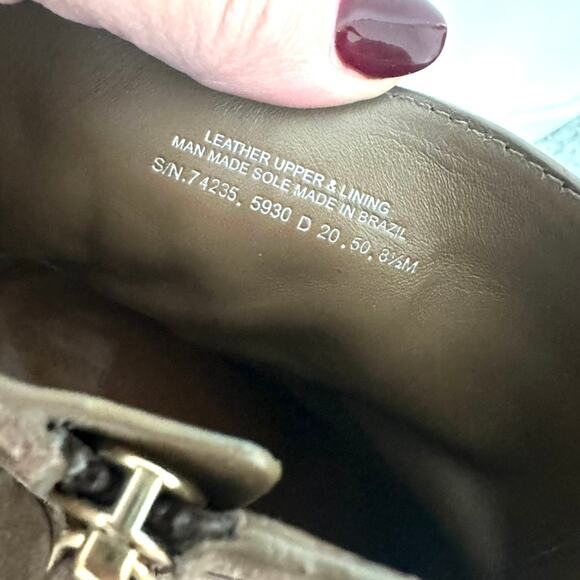 LEATHER UPPER & LINING
MAN MADE SOLE MADE IN BRAZIL
S/N.74235. 5930 D 20.50.8½M